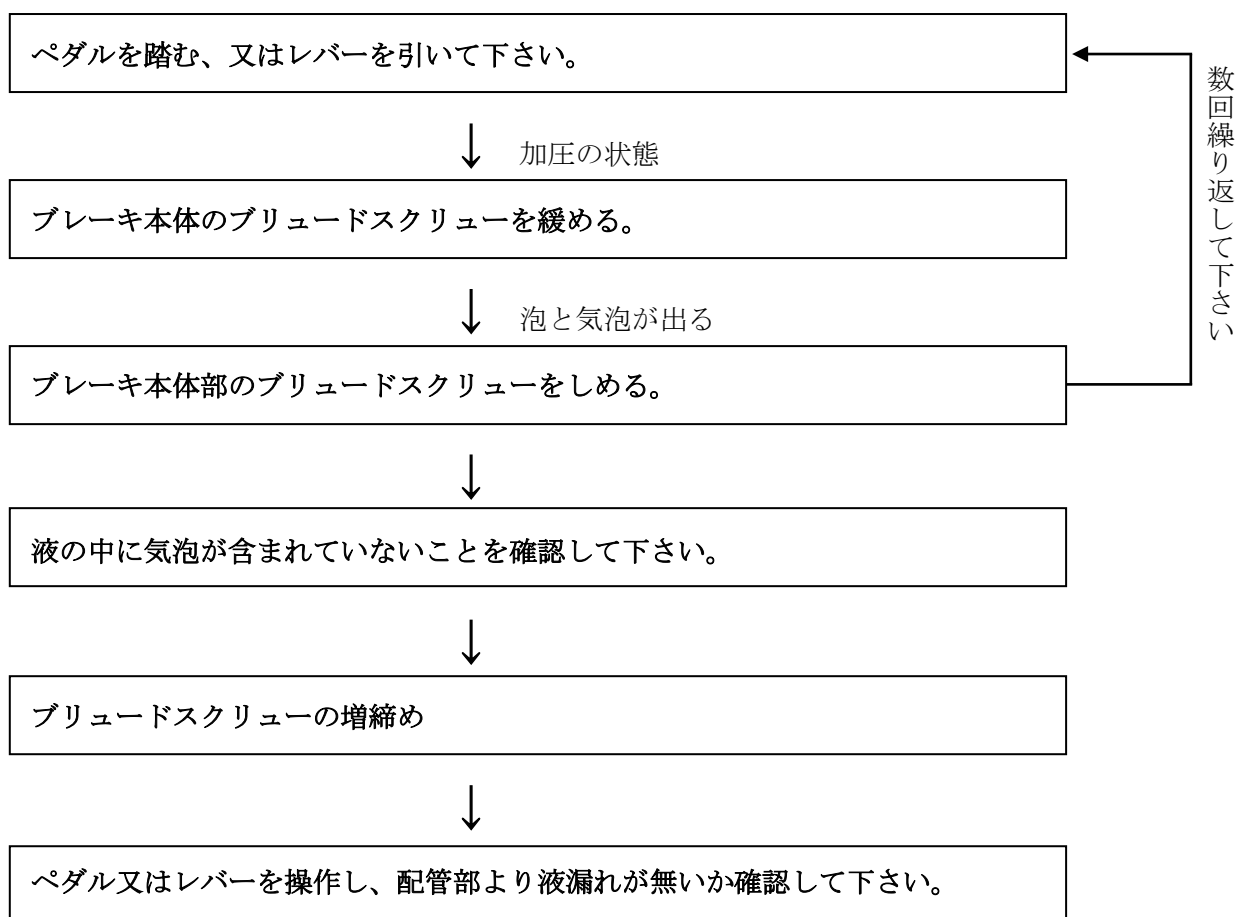 ペダルを踏む、又はレバーを引いて下さい。
↓ 加圧の状態
ブレーキ本体のブリュードスクリューを緩める。
↓ 泡と気泡が出る
ブレーキ本体部のブリュードスクリューをしめる。
数回繰り返して下さい
↓
液の中に気泡が含まれていないことを確認して下さい。
↓
ブリュードスクリューの増締め
↓
ペダル又はレバーを操作し、配管部より液漏れが無いか確認して下さい。